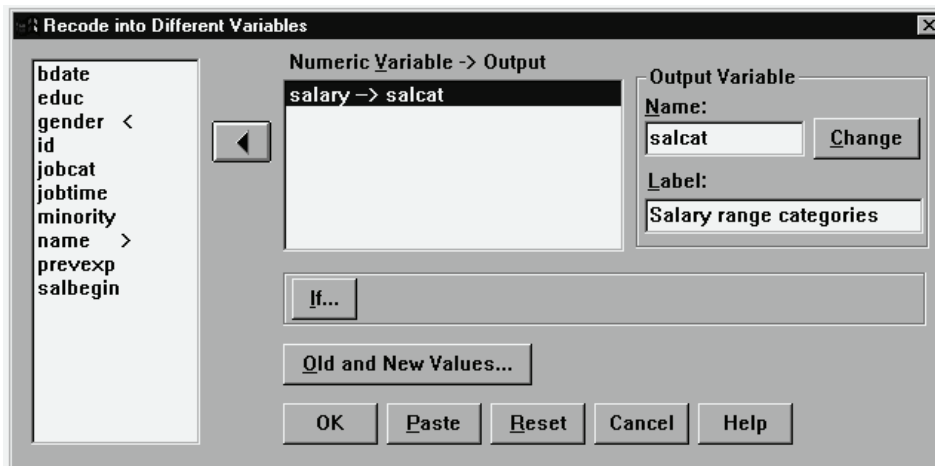 Recode into Different Variables
bdate
educ
gender <
id
jobcat
jobtime
minority
name >
prevexp
salbegin
Numeric Variable -> Output
salary –> salcat
Output Variable
Name:
salcat
Change
Label:
Salary range categories
If...
Old and New Values...
OK
Paste
Reset
Cancel
Help